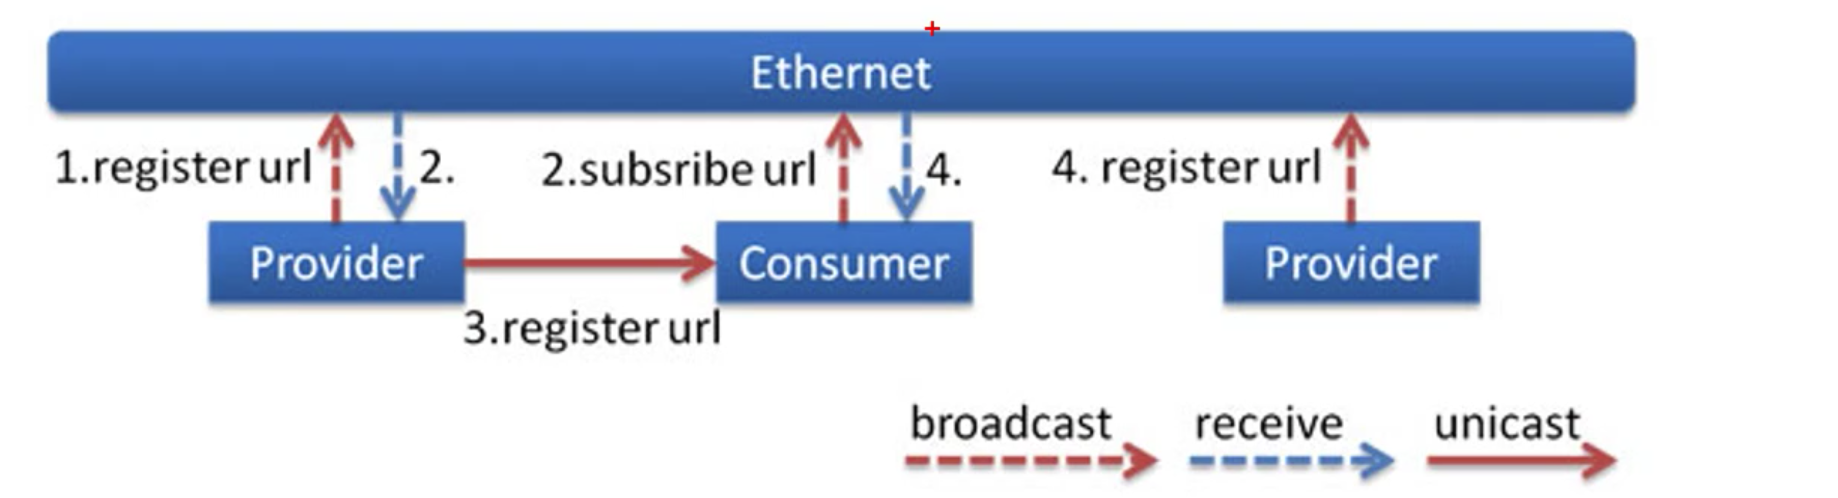 Ethernet
1.register url
2.
2.subsribe url
4.
4. register url
Provider
Consumer
Provider
3.register url
broadcast
receive
unicast